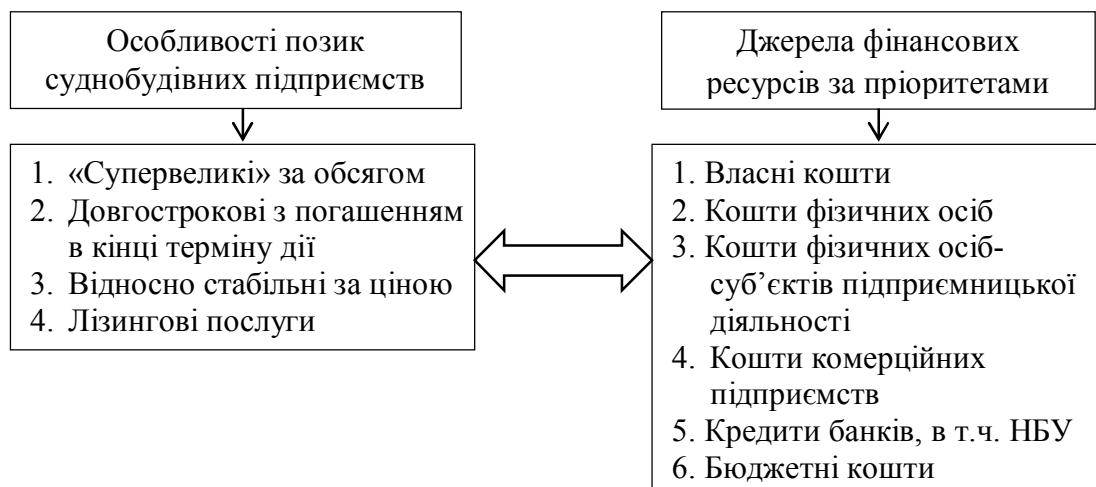 Особливості позик
суднобудівних підприємств
1. «Супервеликі» за обсягом
2. Довгострокові з погашенням
в кінці терміну дії
3. Відносно стабільні за ціною
4. Лізингові послуги
Джерела фінансових
ресурсів за пріоритетами
1. Власні кошти
2. Кошти фізичних осіб
3. Кошти фізичних осіб-
суб’єктів підприємницької
діяльності
4. Кошти комерційних
підприємств
5. Кредити банків, в т.ч. НБУ
6. Бюджетні кошти